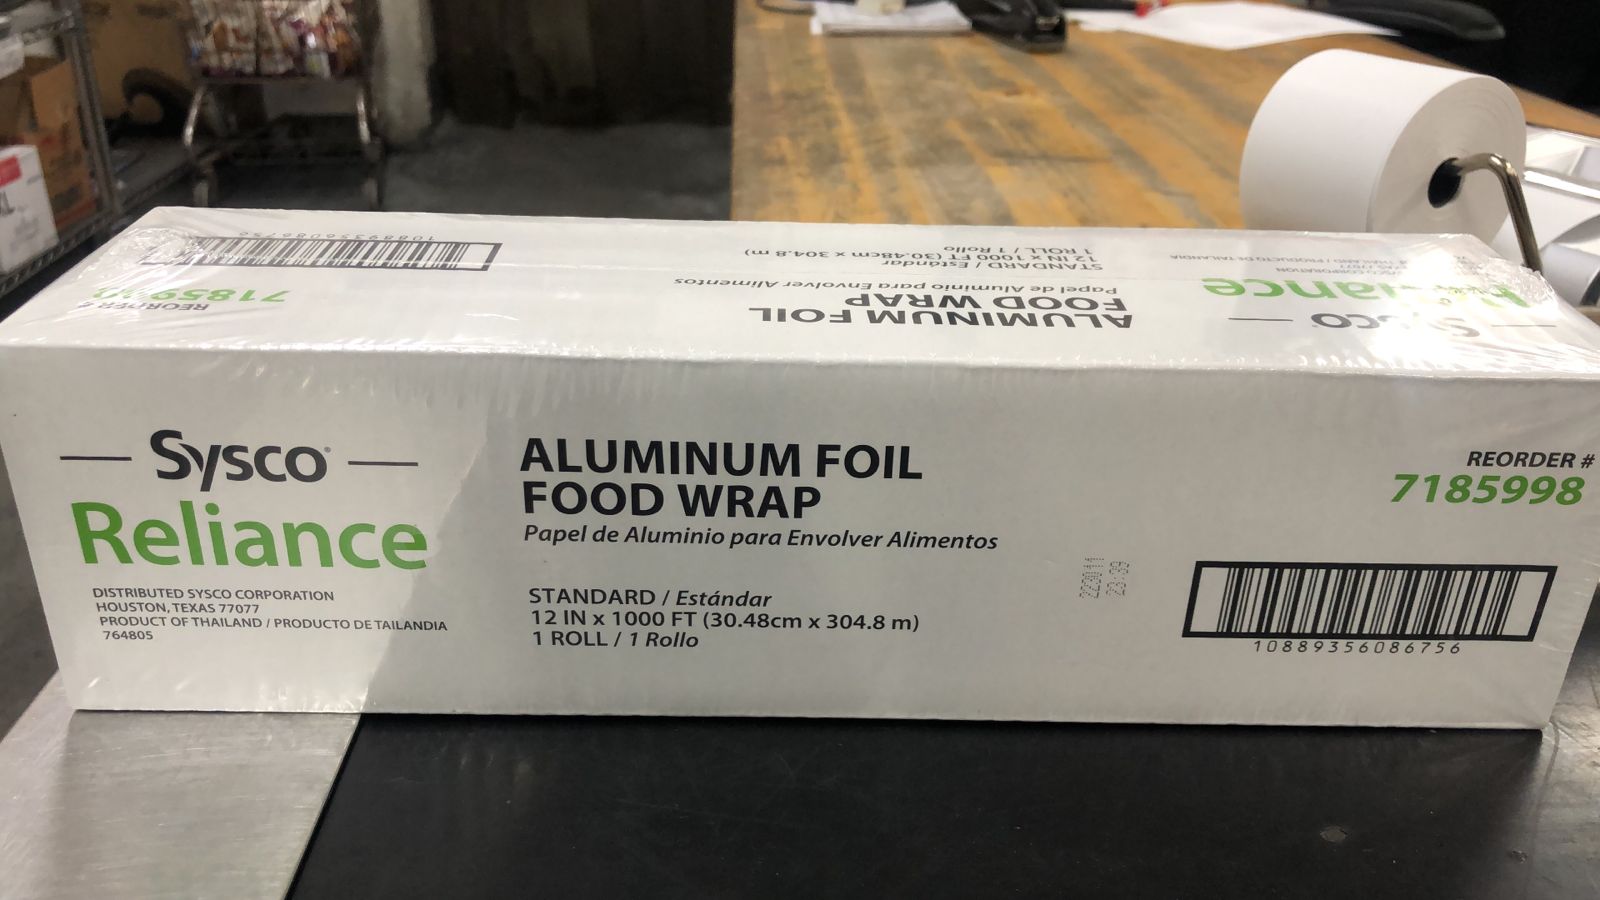 10889356086756
REORDER #
ALUMINUM FOIL
FOOD WRAP
Papel de Aluminio para Envolver Alimentos
STANDARD / Estándar
12 IN x 1000 FT (30.48cm x 304.8 m)
1 ROLL / 1 Rollo
Sysco
Reliance
Sysco®
Reliance
DISTRIBUTED SYSCO CORPORATION
HOUSTON, TEXAS 77077
PRODUCT OF THAILAND / PRODUCTO DE TAILANDIA
764805
ALUMINUM FOIL
FOOD WRAP
Papel de Aluminio para Envolver Alimentos
STANDARD / Estándar
12 IN x 1000 FT (30.48cm x 304.8 m)
1 ROLL / 1 Rollo
REORDER #
7185998
10889356086756